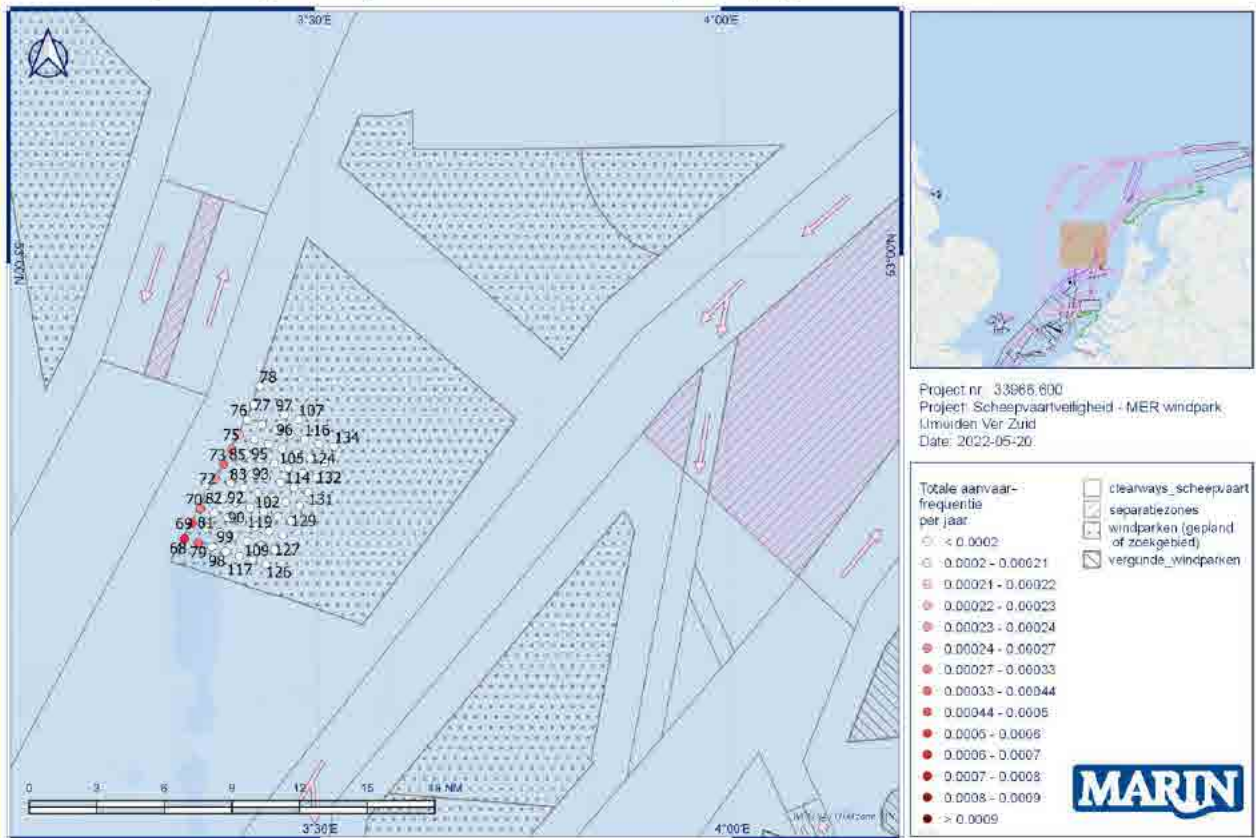 3°30'E
4°00'E
53°00'N
53°00'N
78
76
77
97
107
75
96
116
134
73
85
95
105
124
72
83
93
114
132
70
82
92
102
131
69
81
90
119
129
68
79
99
98
109
127
117
126
0 3 6 9 12 15 18 NM
3°30'E
4°00'E
Project nr: 33966.600
Project: Scheepvaartveiligheid - MER windpark
IJmuiden Ver Zuid
Date: 2022-05-20
Totale aanvaar-
frequentie
per jaar
< 0.0002
0.0002 - 0.00021
0.00021 - 0.00022
0.00022 - 0.00023
0.00023 - 0.00024
0.00024 - 0.00027
0.00027 - 0.00033
0.00033 - 0.00044
0.00044 - 0.0005
0.0005 - 0.0006
0.0006 - 0.0007
0.0007 - 0.0008
0.0008 - 0.0009
> 0.0009
clearways_scheepvaart
separatiezones
windparken (gepland
of zoekgebied)
vergunde_windparken
MARIN